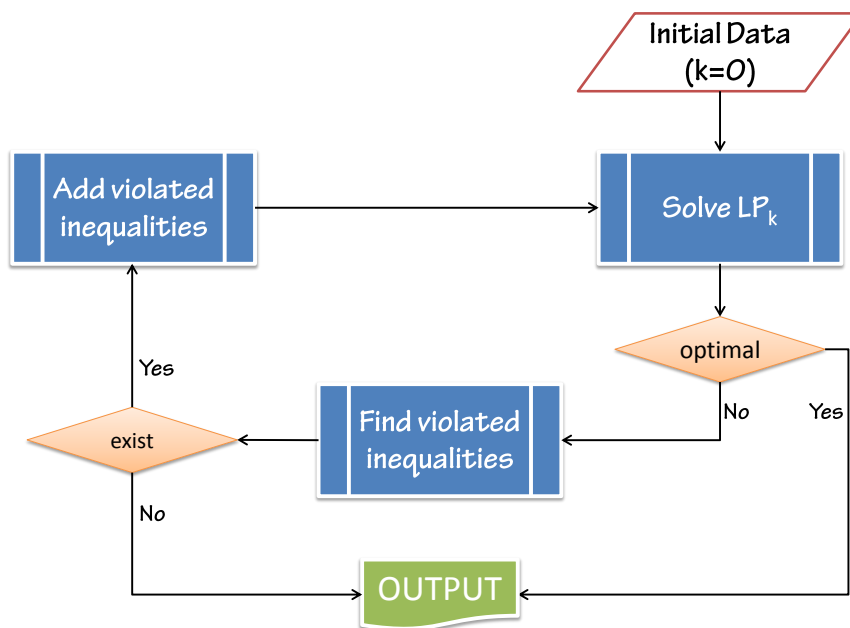 Initial Data
(k=0)
Add violated
inequalities
Solve LPk
optimal
Yes
No
Yes
Find violated
inequalities
exist
No
OUTPUT